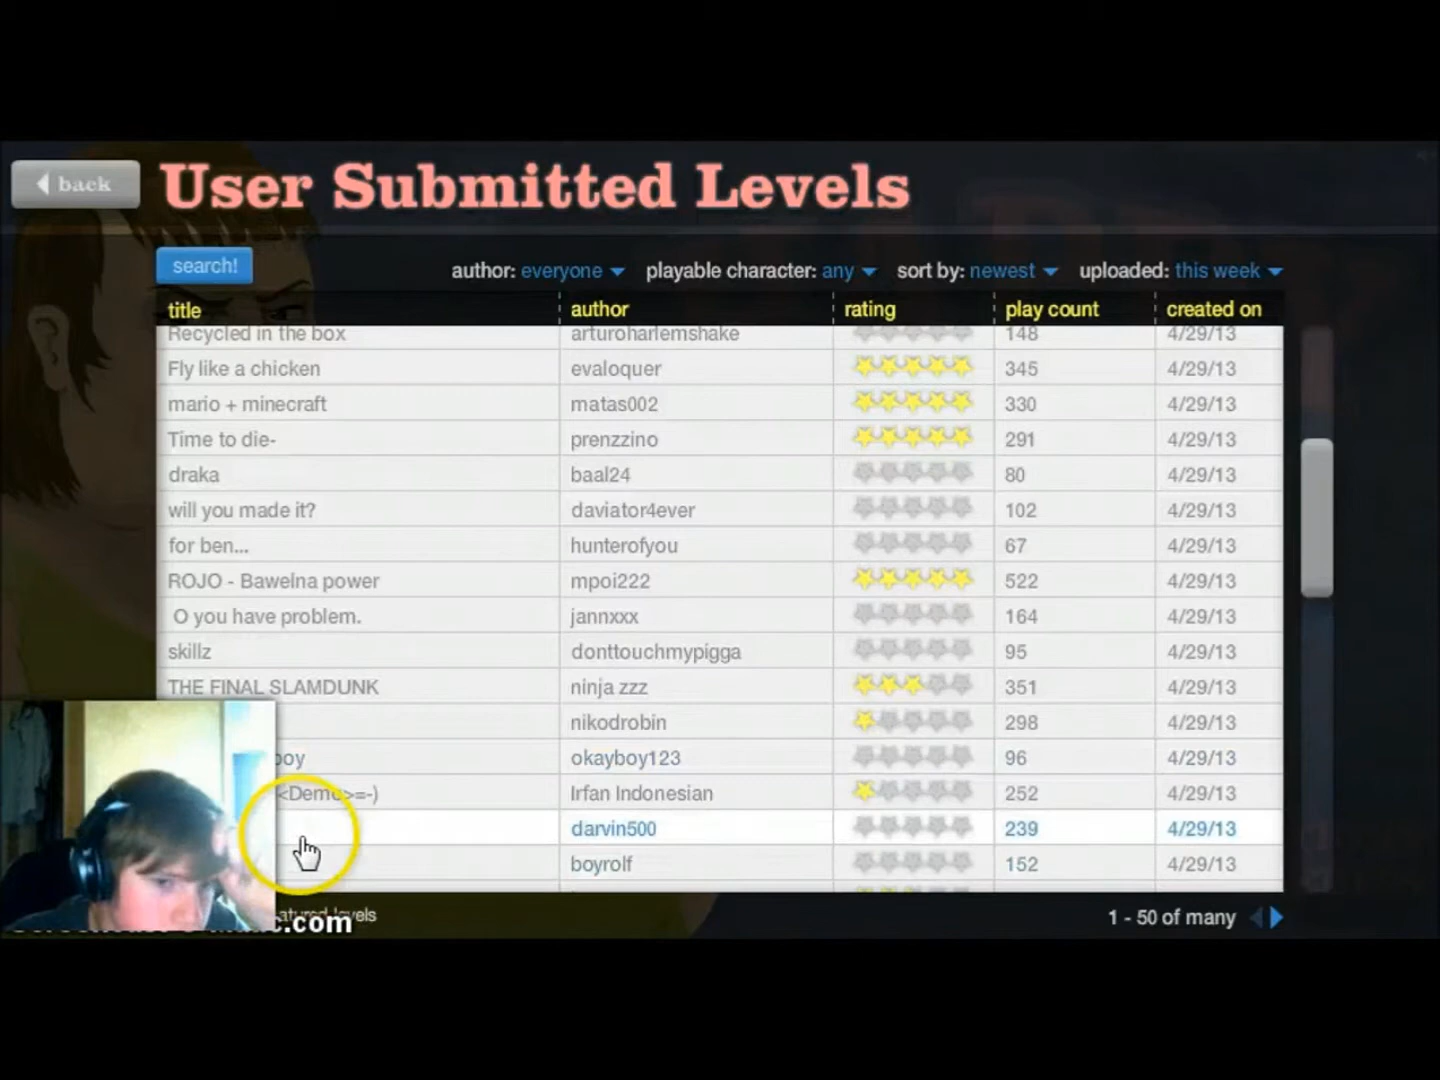 back
User Submitted Levels
search!
author: everyone playable character: any sort by: newest uploaded: this week
title author rating play count created on
Recycled in the box arturoharlemshake 148 4/29/13
Fly like a chicken evaloquer 345 4/29/13
mario + minecraft matas002 330 4/29/13
Time to die- prenzzino 291 4/29/13
draka baal24 80 4/29/13
will you made it? daviator4ever 102 4/29/13
for ben... hunterofyou 67 4/29/13
ROJO - Bawelna power mpoi222 522 4/29/13
O you have problem. jannxxx 164 4/29/13
skillz donttouchmypigga 95 4/29/13
THE FINAL SLAMDUNK ninja zzz 351 4/29/13
nikodrobin 298 4/29/13
boy okayboy123 96 4/29/13
<Demo>=-) Irfan Indonesian 252 4/29/13
darvin500 239 4/29/13
boyrolf 152 4/29/13
levels 1 - 50 of many
.com